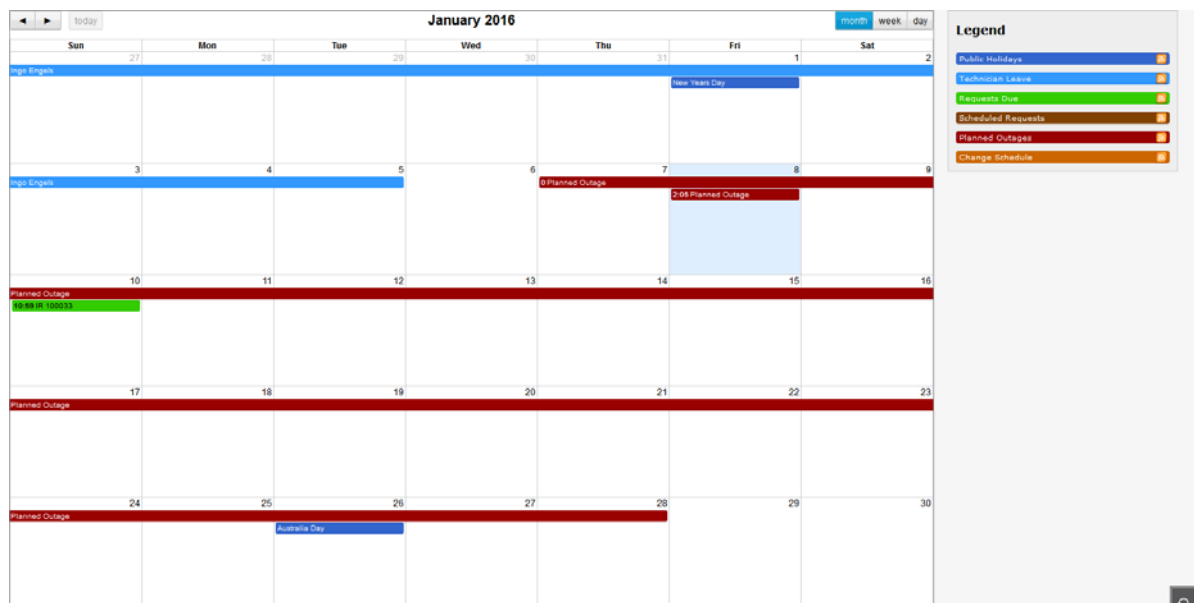 ◄ ► today
January 2016
month week day
Sun Mon Tue Wed Thu Fri Sat
27 28 29 30 31 1 2
Ingo Engels
New Years Day
3 4 5 6 7 8 9
Ingo Engels
0 Planned Outage
2:05 Planned Outage
10 11 12 13 14 15 16
Planned Outage
10:59 IR 100033
17 18 19 20 21 22 23
Planned Outage
24 25 26 27 28 29 30
Planned Outage
Australia Day
Legend
Public Holidays
Technician Leave
Requests Due
Scheduled Requests
Planned Outages
Change Schedule